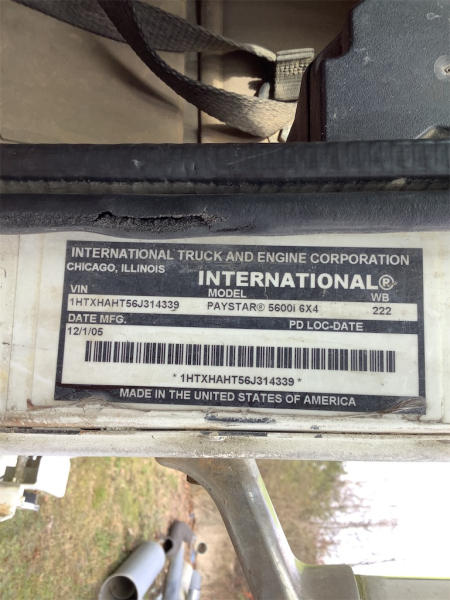 INTERNATIONAL TRUCK AND ENGINE CORPORATION
CHICAGO, ILLINOIS
INTERNATIONAL®
VIN MODEL WB
1HTXHAHT56J314339 PAYSTAR® 5600i 6X4 222
DATE MFG. PD LOC-DATE
12/1/05
* 1HTXHAHT56J314339 *
MADE IN THE UNITED STATES OF AMERICA